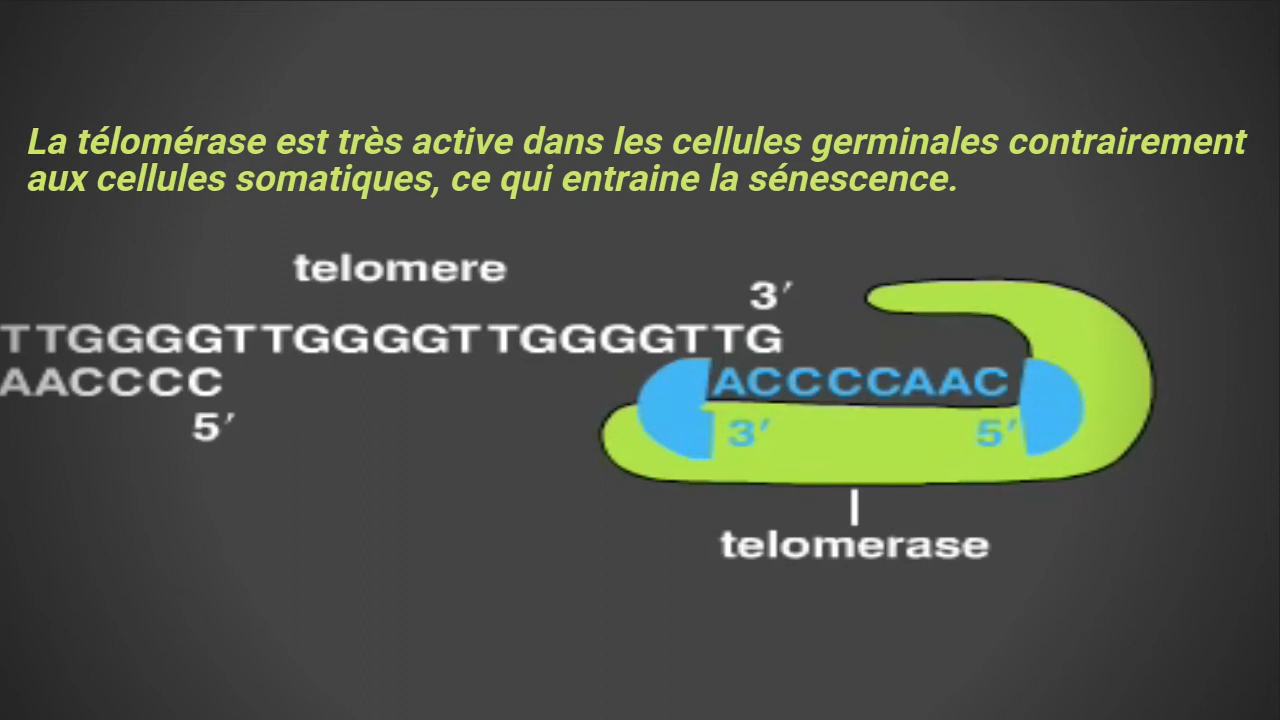 La télomérase est très active dans les cellules germinales contrairement
aux cellules somatiques, ce qui entraine la sénescence.
telomere
3′
TTGGGGTTGGGGTTGGGGTTG
AACCCC
ACCCCAAC
5′
3′
5′
telomerase